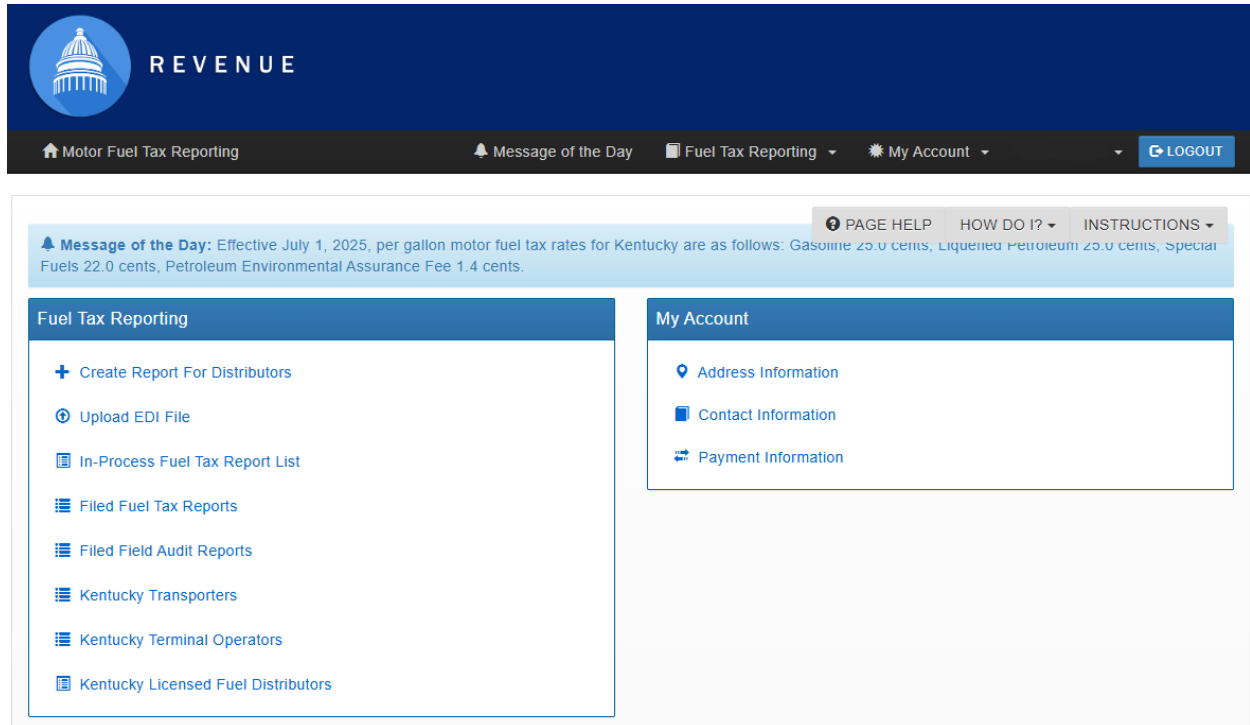 REVENUE
Motor Fuel Tax Reporting
Message of the Day
Fuel Tax Reporting
My Account
LOGOUT
PAGE HELP
HOW DO I?
INSTRUCTIONS
Message of the Day: Effective July 1, 2025, per gallon motor fuel tax rates for Kentucky are as follows: Gasoline 25.0 cents, Liquefied Petroleum 25.0 cents, Special
Fuels 22.0 cents, Petroleum Environmental Assurance Fee 1.4 cents.
Fuel Tax Reporting
Create Report For Distributors
Upload EDI File
In-Process Fuel Tax Report List
Filed Fuel Tax Reports
Filed Field Audit Reports
Kentucky Transporters
Kentucky Terminal Operators
Kentucky Licensed Fuel Distributors
My Account
Address Information
Contact Information
Payment Information